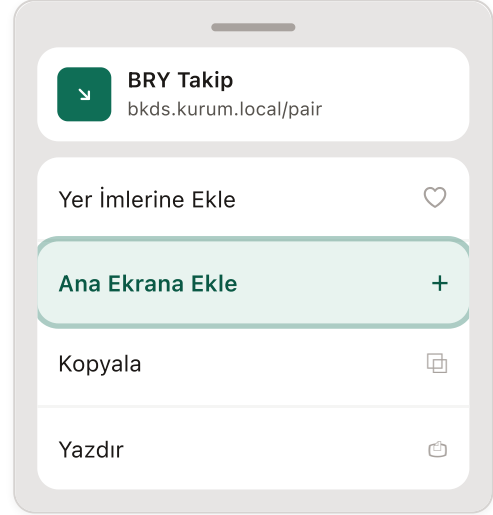 BRY Takip
bkds.kurum.local/pair
Yer İmlerine Ekle
Ana Ekrana Ekle
Kopyala
Yazdır